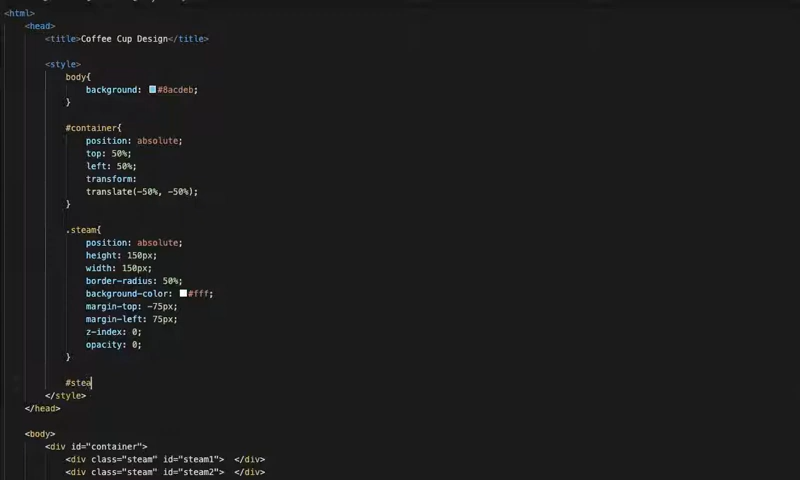 <html>
<head>
<title>Coffee Cup Design</title>
<style>
body{
background: #8acdeb;
}
#container{
position: absolute;
top: 50%;
left: 50%;
transform:
translate(-50%, -50%);
}
.steam{
position: absolute;
height: 150px;
width: 150px;
border-radius: 50%;
background-color: #fff;
margin-top: -75px;
margin-left: 75px;
z-index: 0;
opacity: 0;
}
#stea
</style>
</head>
<body>
<div id="container">
<div class="steam" id="steam1"> </div>
<div class="steam" id="steam2"> </div>